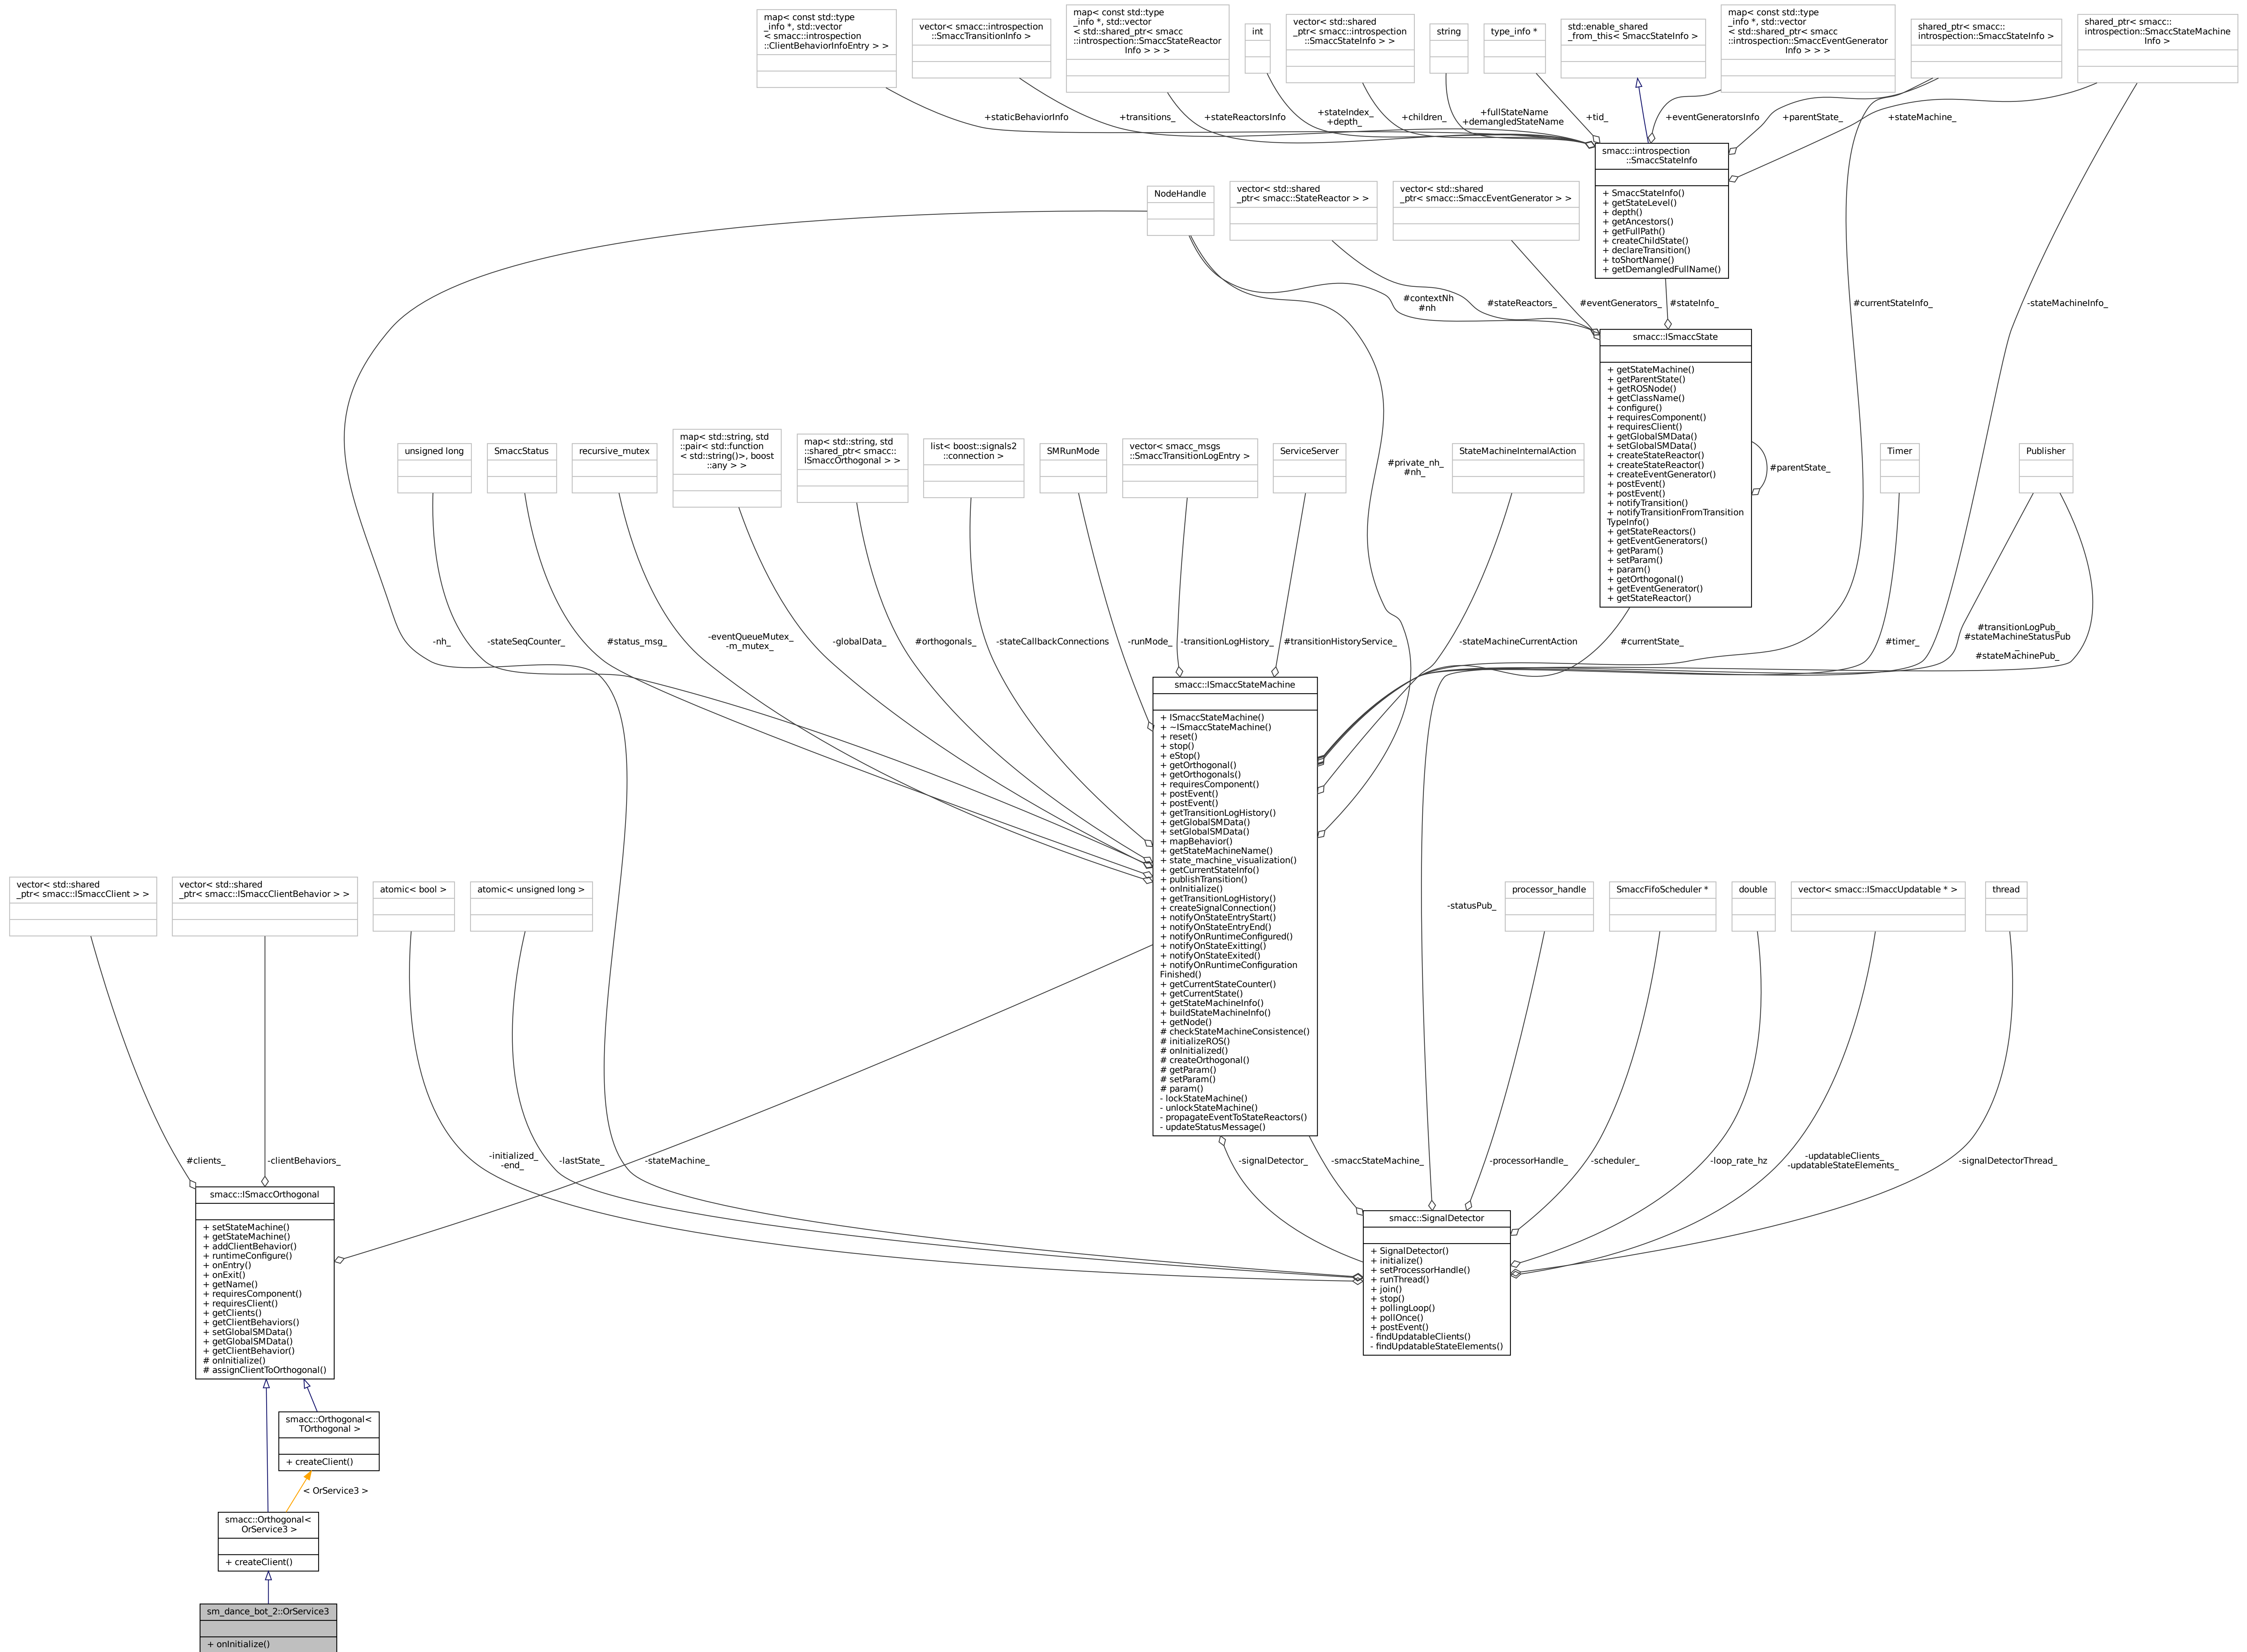 map< const std::type
_info *, std::vector
< smacc::introspection
::ClientBehaviorInfoEntry > >
vector< smacc::introspection
::SmaccTransitionInfo >
map< const std::type
_info *, std::vector
< std::shared_ptr< smacc
::introspection::SmaccStateReactor
Info > > >
int
vector< std::shared
_ptr< smacc::introspection
::SmaccStateInfo > >
string
type_info *
std::enable_shared
_from_this< SmaccStateInfo >
map< const std::type
_info *, std::vector
< std::shared_ptr< smacc
::introspection::SmaccEventGenerator
Info > > >
shared_ptr< smacc::
introspection::SmaccStateInfo >
shared_ptr< smacc::
introspection::SmaccStateMachine
Info >
+staticBehaviorInfo
+transitions_
+stateReactorsInfo
+stateIndex_
+depth_
+children_
+fullStateName
+demangledStateName
+tid_
+eventGeneratorsInfo
+parentState_
+stateMachine_
smacc::introspection
::SmaccStateInfo
+ SmaccStateInfo()
+ getStateLevel()
+ depth()
+ getAncestors()
+ getFullPath()
+ createChildState()
+ declareTransition()
+ toShortName()
+ getDemangledFullName()
NodeHandle
vector< std::shared
_ptr< smacc::StateReactor > >
vector< std::shared
_ptr< smacc::SmaccEventGenerator > >
#contextNh
#nh
#stateReactors_
#eventGenerators_
#stateInfo_
#currentStateInfo_
-stateMachineInfo_
smacc::ISmaccState
+ getStateMachine()
+ getParentState()
+ getROSNode()
+ getClassName()
+ configure()
+ requiresComponent()
+ requiresClient()
+ getGlobalSMData()
+ setGlobalSMData()
+ createStateReactor()
+ createStateReactor()
+ createEventGenerator()
+ postEvent()
+ postEvent()
+ notifyTransition()
+ notifyTransitionFromTransition
TypeInfo()
+ getStateReactors()
+ getEventGenerators()
+ getParam()
+ setParam()
+ param()
+ getOrthogonal()
+ getEventGenerator()
+ getStateReactor()
#parentState_
unsigned long
SmaccStatus
recursive_mutex
map< std::string, std
::pair< std::function
< std::string()>, boost
::any > >
map< std::string, std
::shared_ptr< smacc::
ISmaccOrthogonal > >
list< boost::signals2
::connection >
SMRunMode
vector< smacc_msgs
::SmaccTransitionLogEntry >
ServiceServer
#private_nh_
#nh_
StateMachineInternalAction
Timer
Publisher
-nh_
-stateSeqCounter_
#status_msg_
-eventQueueMutex_
-m_mutex_
-globalData_
#orthogonals_
-stateCallbackConnections
-runMode_
-transitionLogHistory_
#transitionHistoryService_
-stateMachineCurrentAction
#currentState_
#timer_
#transitionLogPub_
#stateMachineStatusPub
_
#stateMachinePub_
smacc::ISmaccStateMachine
+ ISmaccStateMachine()
+ ~ISmaccStateMachine()
+ reset()
+ stop()
+ eStop()
+ getOrthogonal()
+ getOrthogonals()
+ requiresComponent()
+ postEvent()
+ postEvent()
+ getTransitionLogHistory()
+ getGlobalSMData()
+ setGlobalSMData()
+ mapBehavior()
+ getStateMachineName()
+ state_machine_visualization()
+ getCurrentStateInfo()
+ publishTransition()
+ onInitialize()
+ getTransitionLogHistory()
+ createSignalConnection()
+ notifyOnStateEntryStart()
+ notifyOnStateEntryEnd()
+ notifyOnRuntimeConfigured()
+ notifyOnStateExitting()
+ notifyOnStateExited()
+ notifyOnRuntimeConfiguration
Finished()
+ getCurrentStateCounter()
+ getCurrentState()
+ getStateMachineInfo()
+ buildStateMachineInfo()
+ getNode()
# checkStateMachineConsistence()
# initializeROS()
# onInitialized()
# createOrthogonal()
# getParam()
# setParam()
# param()
- lockStateMachine()
- unlockStateMachine()
- propagateEventToStateReactors()
- updateStatusMessage()
vector< std::shared
_ptr< smacc::ISmaccClient > >
vector< std::shared
_ptr< smacc::ISmaccClientBehavior > >
atomic< bool >
atomic< unsigned long >
-statusPub_
processor_handle
SmaccFifoScheduler *
double
vector< smacc::ISmaccUpdatable * >
thread
#clients_
-clientBehaviors_
-initialized_
-end_
-lastState_
-stateMachine_
-signalDetector_
-smaccStateMachine_
-processorHandle_
-scheduler_
-loop_rate_hz
-updatableClients_
-updatableStateElements_
-signalDetectorThread_
smacc::ISmaccOrthogonal
+ setStateMachine()
+ getStateMachine()
+ addClientBehavior()
+ runtimeConfigure()
+ onEntry()
+ onExit()
+ getName()
+ requiresComponent()
+ requiresClient()
+ getClients()
+ getClientBehaviors()
+ setGlobalSMData()
+ getGlobalSMData()
+ getClientBehavior()
# onInitialize()
# assignClientToOrthogonal()
smacc::SignalDetector
+ SignalDetector()
+ initialize()
+ setProcessorHandle()
+ runThread()
+ join()
+ stop()
+ pollingLoop()
+ pollOnce()
+ postEvent()
- findUpdatableClients()
- findUpdatableStateElements()
smacc::Orthogonal<
TOrthogonal >
+ createClient()
< OrService3 >
smacc::Orthogonal<
OrService3 >
+ createClient()
sm_dance_bot_2::OrService3
+ onInitialize()